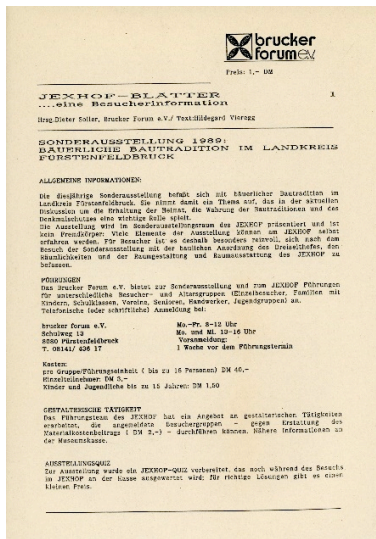 brucker
forum e.v.
Preis: 1,- DM
JEXHOF-BLÄTTER 1
....eine Besucherinformation
Hrsg.Dieter Soller, Brucker Forum e.V./ Text:Hildegard Vieregg
SONDERAUSSTELLUNG 1989:
BÄUERLICHE BAUTRADITION IM LANDKREIS
FÜRSTENFELDBRUCK
ALLGEMEINE INFORMATIONEN:
Die diesjährige Sonderausstellung befaßt sich mit bäuerlicher Bautradition im
Landkreis Fürstenfeldbruck. Sie nimmt damit ein Thema auf, das in der aktuellen
Diskussion um die Erhaltung der Heimat, die Wahrung der Bautraditionen und des
Denkmalschutzes eine wichtige Rolle spielt.
Die Ausstellung wird im Sonderausstellungsraum des JEXHOF präsentiert und ist
kein Fremdkörper: Viele Elemente der Ausstellung können am JEXHOF selbst
erfahren werden. Für Besucher ist es deshalb besonders reizvoll, sich nach dem
Besuch der Sonderausstellung mit der baulichen Anordnung des Dreiseithofes, den
Räumlichkeiten und der Raumgestaltung und Raumausstattung des JEXHOF zu
befassen.
FÜHRUNGEN
Das Brucker Forum e.V. bietet zur Sonderausstellung und zum JEXHOF Führungen
für unterschiedliche Besucher- und Altersgruppen (Einzelbesucher, Familien mit
Kindern, Schulklassen, Vereine, Senioren, Handwerker, Jugendgruppen) an.
Telefonische (oder schriftliche) Anmeldung bei:
brucker forum e.V. Mo.-Fr. 8-12 Uhr
Schulweg 13 Mo. und Mi. 13-16 Uhr
8080 Fürstenfeldbruck Voranmeldung:
T. 08141/ 436 17 1 Woche vor dem Führungstermin
Kosten:
pro Gruppe/Führungseinheit ( bis zu 16 Personen) DM 40,-
Einzelteilnehmer: DM 3,-
Kinder und Jugendliche bis zu 15 Jahren: DM 1,50
GESTALTERISCHE TÄTIGKEIT
Das Führungsteam des JEXHOF hat ein Angebot an gestalterischen Tätigkeiten
erarbeitet, die angemeldete Besuchergruppen - gegen Erstattung des
Materialkostenbeitrags ( DM 2,-) - durchführen können. Nähere Informationen an
der Museumskasse.
AUSSTELLUNGSQUIZ
Zur Ausstellung wurde ein JEXHOF-QUIZ vorbereitet, das noch während des Besuchs
im JEXHOF an der Kasse ausgewertet wird; für richtige Lösungen gibt es einen
kleinen Preis.